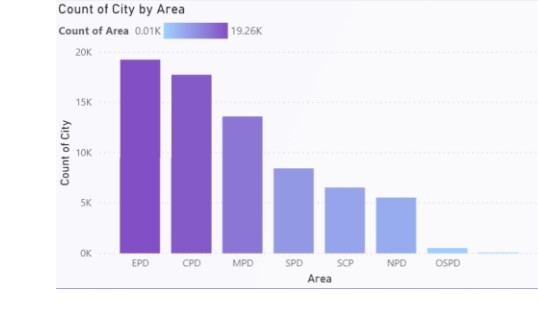 Count of City by Area
Count of Area 0.01K 19.26K
20K
15K
10K
5K
0K
Count of City
EPD CPD MPD SPD SCP NPD OSPD
Area